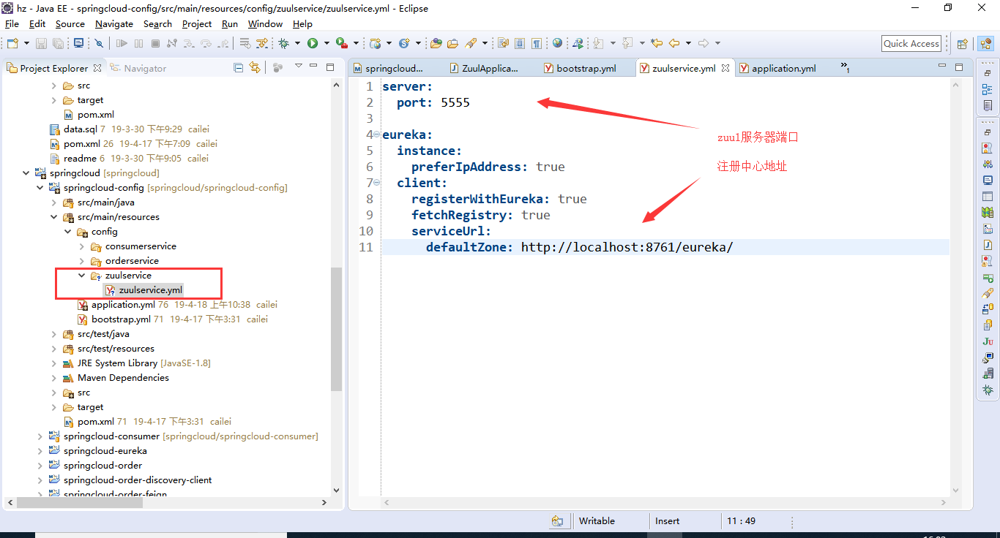 hz - Java EE - springcloud-config/src/main/resources/config/zuulservice/zuulservice.yml - Eclipse
File Edit Source Navigate Search Project Run Window Help
Quick Access
Project Explorer Navigator
src
target
pom.xml
data.sql 7 19-3-30 下午9:29 cailei
pom.xml 26 19-4-17 下午7:09 cailei
readme 6 19-3-30 下午9:05 cailei
springcloud [springcloud]
springcloud-config [springcloud/springcloud-config]
src/main/java
src/main/resources
config
consumerservice
orderservice
zuulservice
zuulservice.yml
application.yml 76 19-4-18 上午10:38 cailei
bootstrap.yml 71 19-4-17 下午3:31 cailei
src/test/java
src/test/resources
JRE System Library [JavaSE-1.8]
Maven Dependencies
src
target
pom.xml 71 19-4-17 下午3:31 cailei
springcloud-consumer [springcloud/springcloud-consumer]
springcloud-eureka
springcloud-order
springcloud-order-discovery-client
springcloud-order-feign
springcloud... ZuulApplica... bootstrap.yml zuulservice.yml application.yml »1
1 server:
2 port: 5555
3
4 eureka:
5 instance:
6 preferIpAddress: true
7 client:
8 registerWithEureka: true
9 fetchRegistry: true
10 serviceUrl:
11 defaultZone: http://localhost:8761/eureka/
zuul服务器端口
注册中心地址
Writable Insert 11 : 49